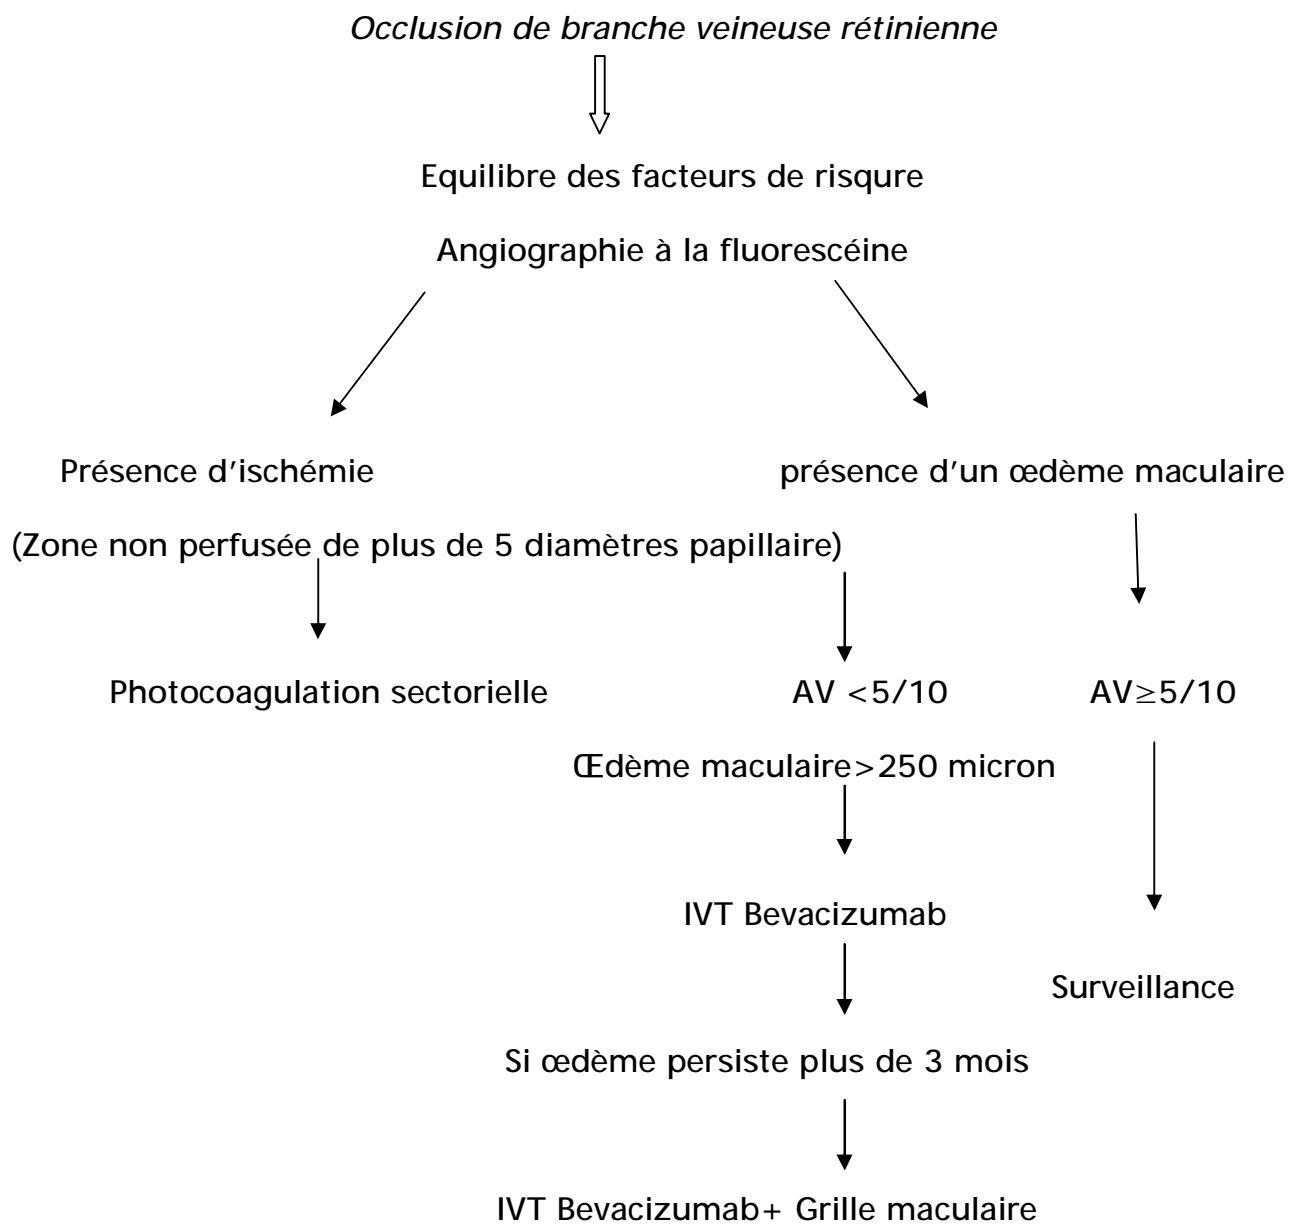 Occlusion de branche veineuse rétinienne
Equilibre des facteurs de risqure
Angiographie à la fluorescéine
Présence d'ischémie
présence d'un œdème maculaire
(Zone non perfusée de plus de 5 diamètres papillaire)
Photocoagulation sectorielle
AV <5/10
AV≥5/10
Œdème maculaire>250 micron
IVT Bevacizumab
Surveillance
Si œdème persiste plus de 3 mois
IVT Bevacizumab+ Grille maculaire